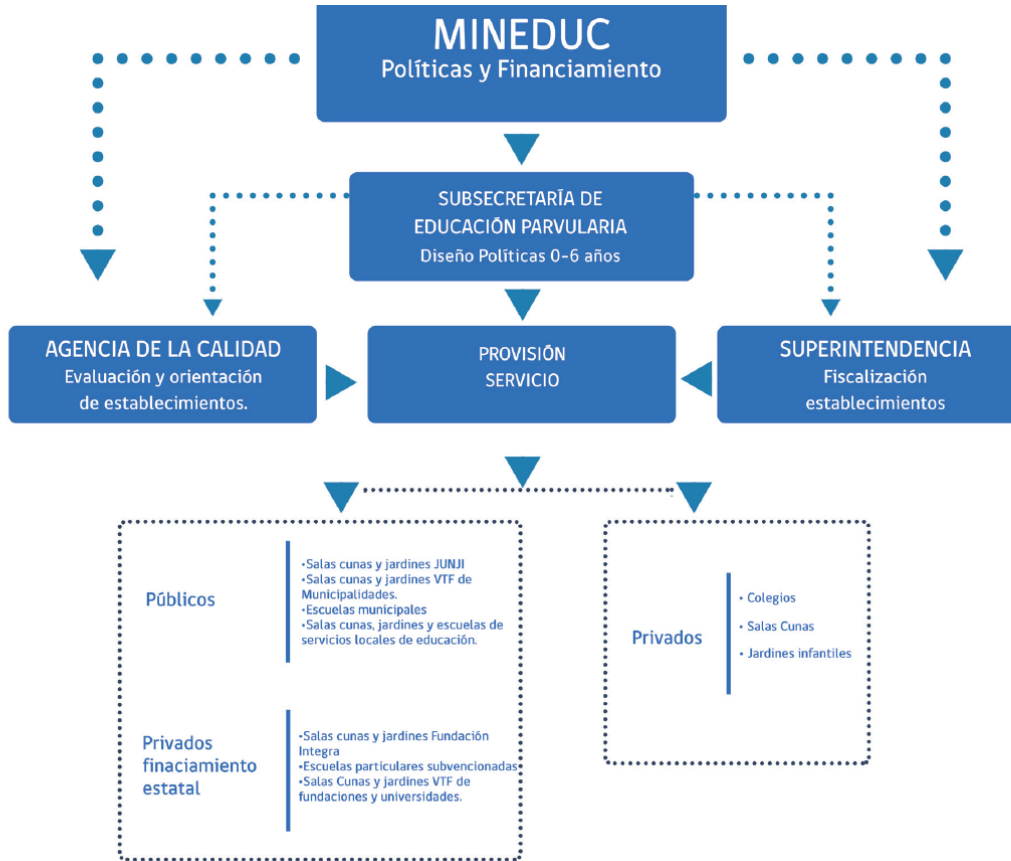 MINEDUC
Políticas y Financiamiento
SUBSECRETARÍA DE
EDUCACIÓN PARVULARIA
Diseño Políticas 0-6 años
AGENCIA DE LA CALIDAD
Evaluación y orientación
de establecimientos.
PROVISIÓN
SERVICIO
SUPERINTENDENCIA
Fiscalización
establecimientos
Públicos
•Salas cunas y jardines JUNJI
•Salas cunas y jardines VTF de
Municipalidades.
•Escuelas municipales
•Salas cunas, jardines y escuelas de
servicios locales de educación.
Privados
finaciamiento
estatal
•Salas cunas y jardines Fundación
Integra
•Escuelas particulares subvencionadas
•Salas Cunas y jardines VTF de
fundaciones y universidades.
Privados
• Colegios
• Salas Cunas
• Jardines infantiles